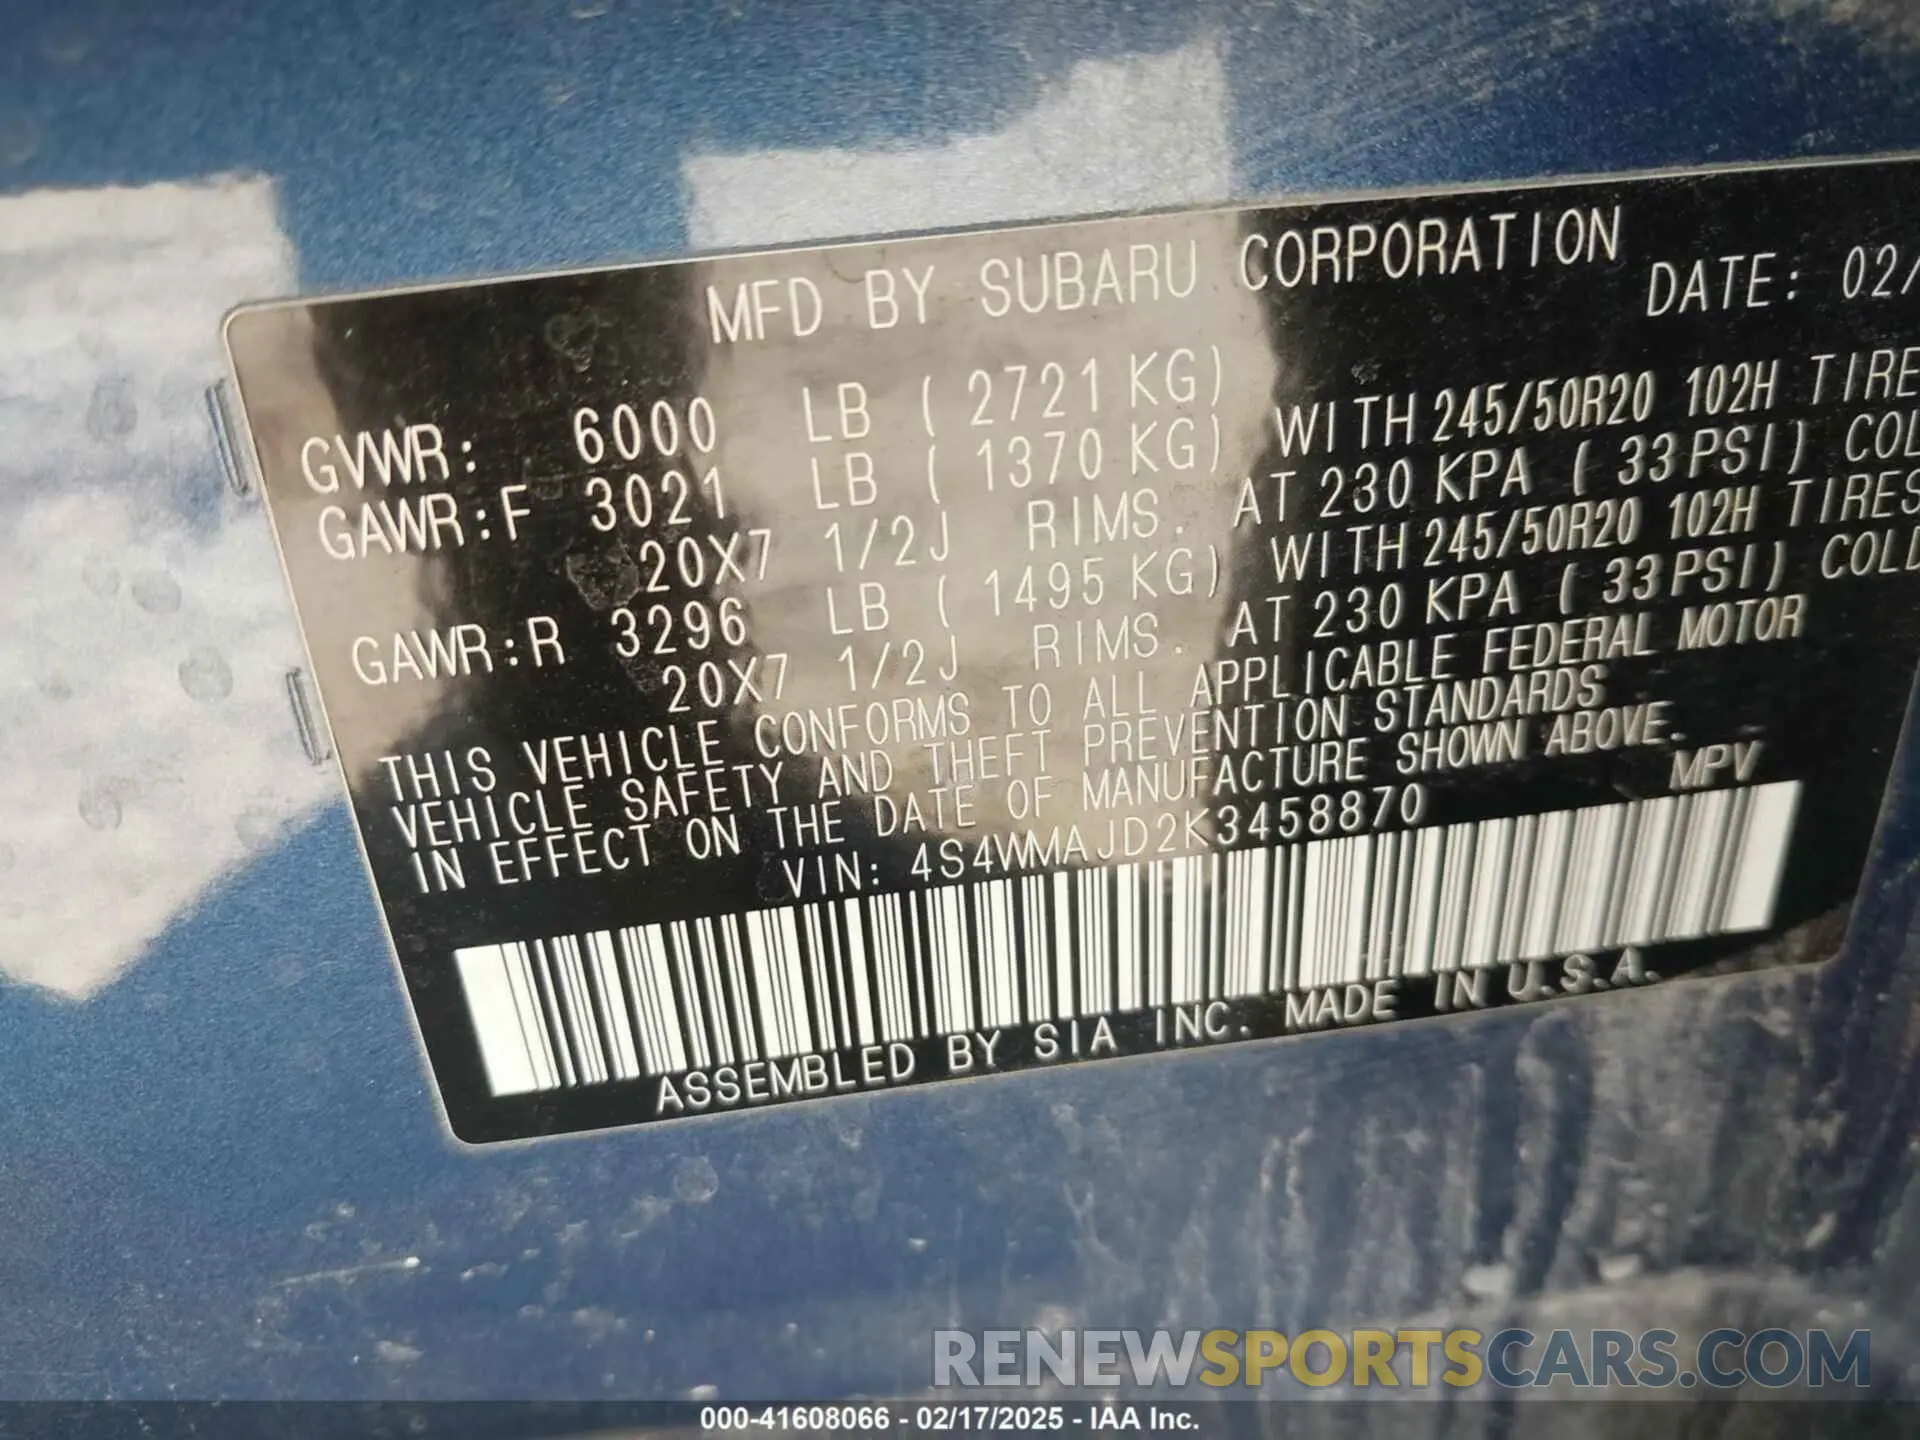 MFD BY SUBARU CORPORATION
DATE: 02/
GVWR: 6000 LB ( 2721 KG)
GAWR:F 3021 LB ( 1370 KG) WITH 245/50R20 102H TIRE
20X7 1/2J RIMS. AT 230 KPA ( 33PSI) COL
GAWR:R 3296 LB ( 1495 KG) WITH 245/50R20 102H TIRES
20X7 1/2J RIMS. AT 230 KPA ( 33PSI) COLD
THIS VEHICLE CONFORMS TO ALL APPLICABLE FEDERAL MOTOR
VEHICLE SAFETY AND THEFT PREVENTION STANDARDS
IN EFFECT ON THE DATE OF MANUFACTURE SHOWN ABOVE.
VIN: 4S4WMAJD2K3458870 MPV
ASSEMBLED BY SIA INC. MADE IN U.S.A.
RENEWSPORTSCARS.COM
000-41608066 - 02/17/2025 - IAA Inc.